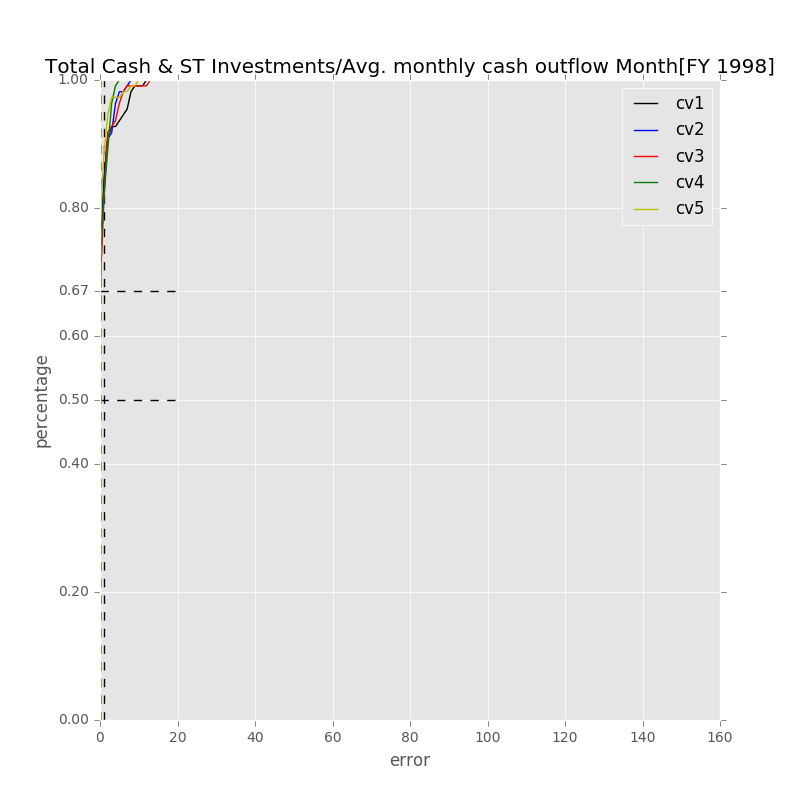 Total Cash & ST Investments/Avg. monthly cash outflow Month[FY 1998]
1.00
cv1
cv2
cv3
cv4
cv5
0.80
0.67
0.60
0.50
0.40
0.20
0.00
percentage
0 20 40 60 80 100 120 140 160
error